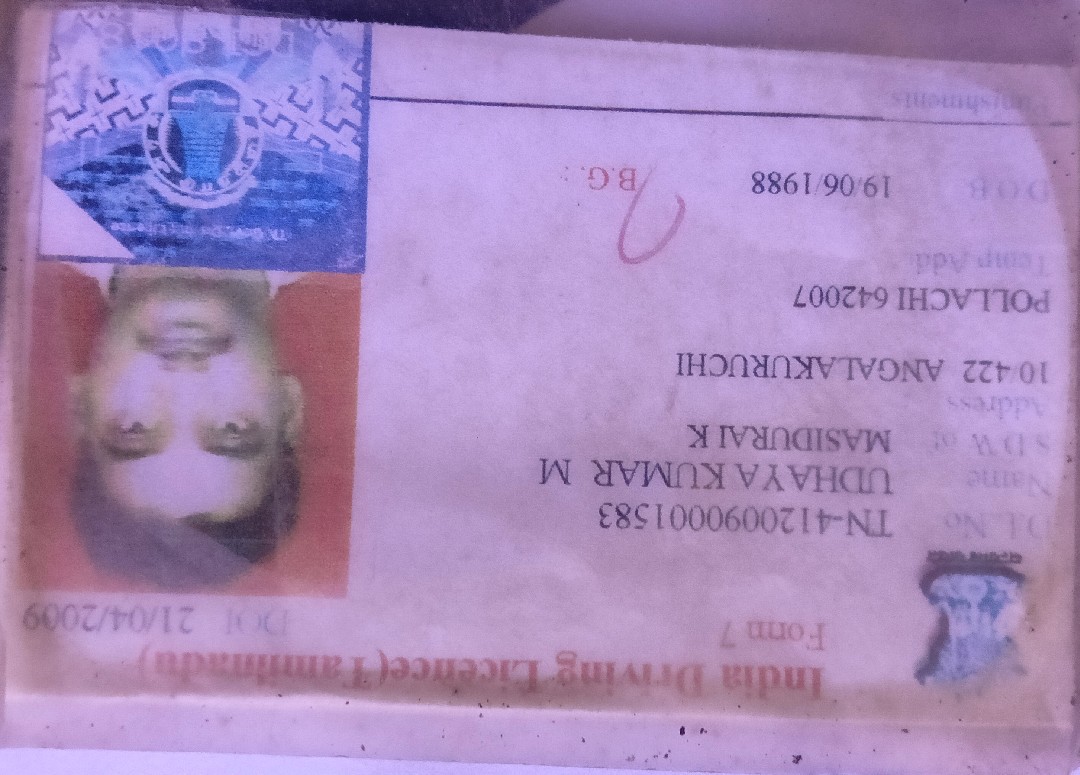 India Driving Licence(Tamilnadu)
Form 7
DOI 21/04/2009
D.L.No TN-4120090001583
Name UDHAYA KUMAR M
S.D.W of MASIDURAI K
Address
10/422 ANGALAKURUCHI
POLLACHI 642007
Temp Add:
D.O.B 19/06/1988 B.G. :
Punishments